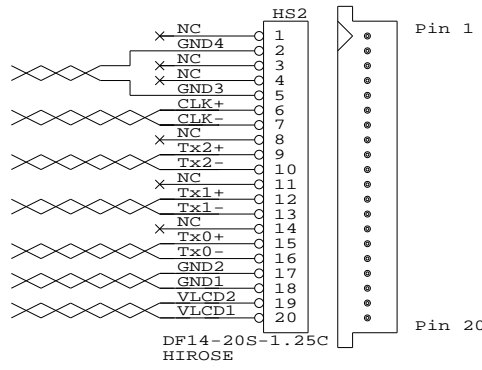 HS2
NC 1 Pin 1
GND4 2
NC 3
NC 4
GND3 5
CLK+ 6
CLK- 7
NC 8
Tx2+ 9
Tx2- 10
NC 11
Tx1+ 12
Tx1- 13
NC 14
Tx0+ 15
Tx0- 16
GND2 17
GND1 18
VLCD2 19
VLCD1 20
Pin 20
DF14-20S-1.25C
HIROSE